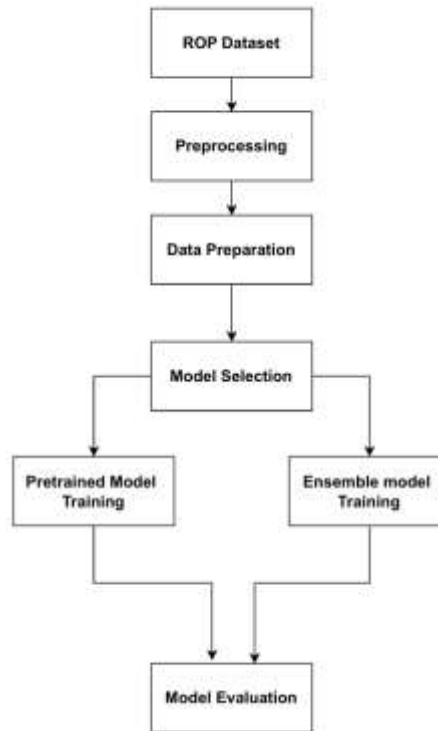 ROP Dataset
Preprocessing
Data Preparation
Model Selection
Pretrained Model
Training
Ensemble model
Training
Model Evaluation